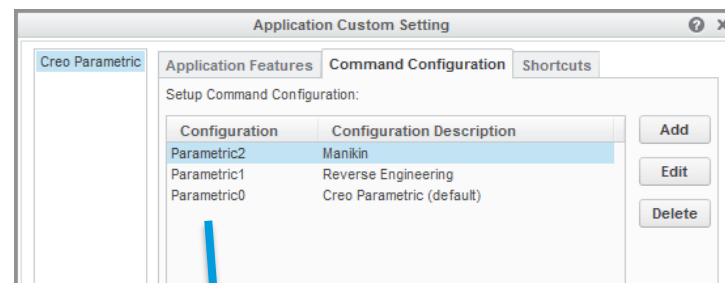 Application Custom Setting
Creo Parametric
Application Features Command Configuration Shortcuts
Setup Command Configuration:
Configuration Configuration Description
Add
Parametric2 Manikin
Parametric1 Reverse Engineering
Edit
Parametric0 Creo Parametric (default)
Delete